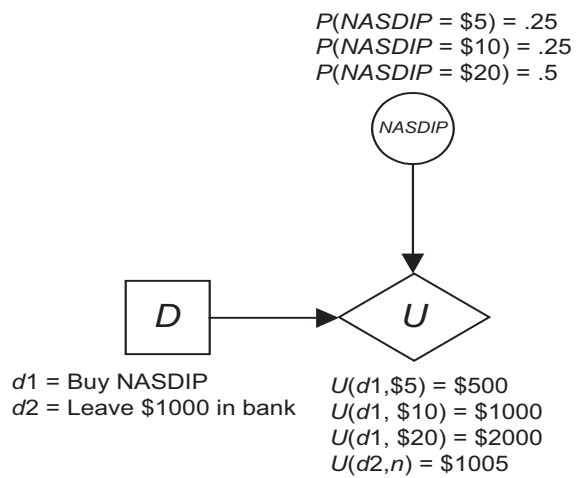 P(NASDIP = $5) = .25
P(NASDIP = $10) = .25
P(NASDIP = $20) = .5
NASDIP
D
U
d1 = Buy NASDIP
d2 = Leave $1000 in bank
U(d1,$5) = $500
U(d1, $10) = $1000
U(d1, $20) = $2000
U(d2,n) = $1005